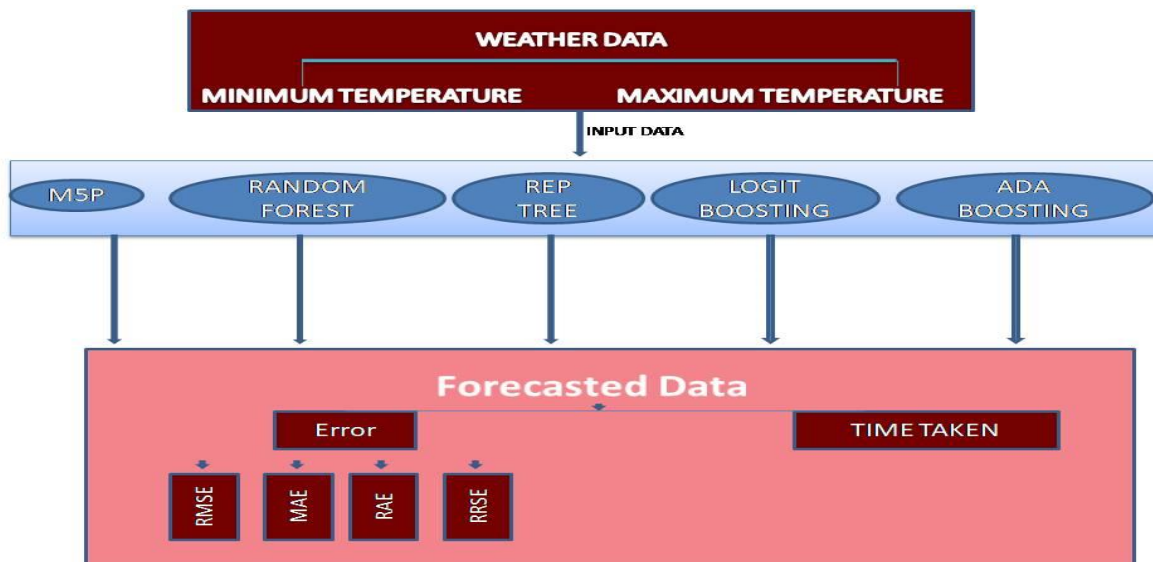 WEATHER DATA
MINIMUM TEMPERATURE
MAXIMUM TEMPERATURE
INPUT DATA
M5P
RANDOM
FOREST
REP
TREE
LOGIT
BOOSTING
ADA
BOOSTING
Forecasted Data
Error
TIME TAKEN
RMSE
MAE
RAE
RRSE